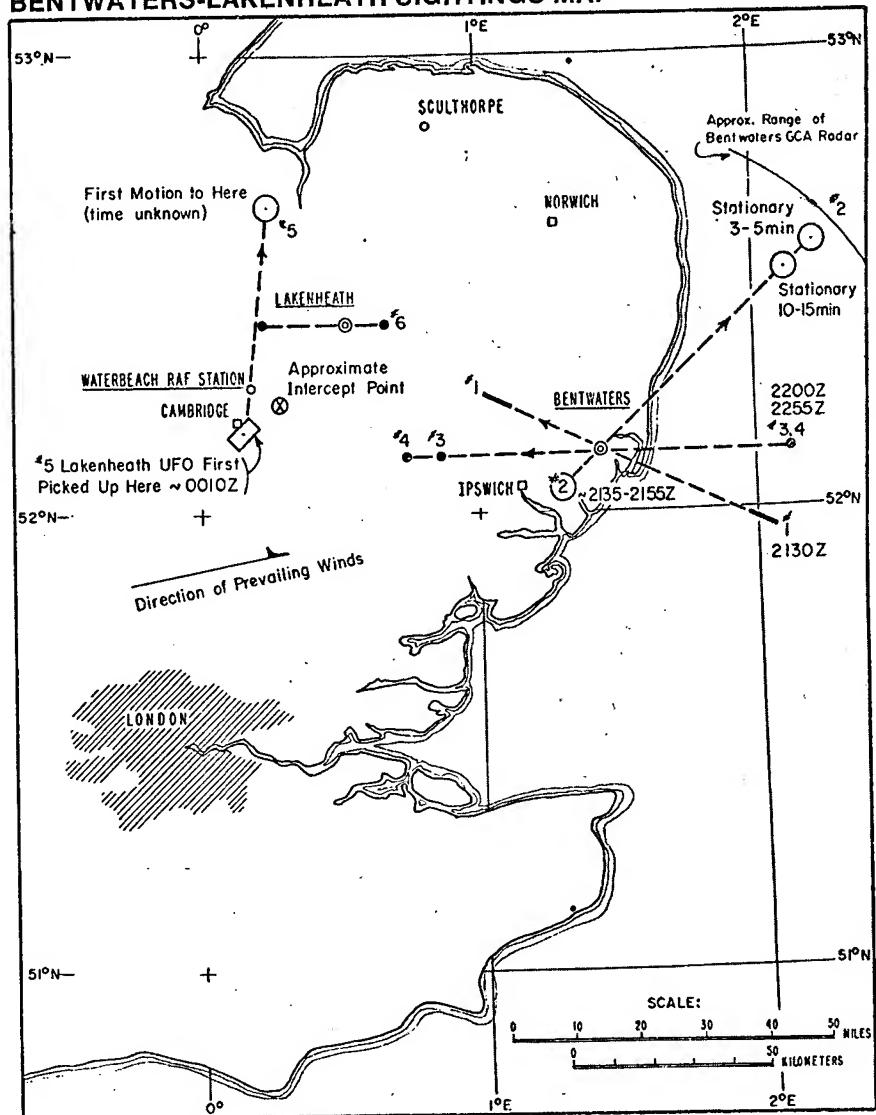 BENTWATERS-LAKENHEATH SIGHTINGS MAP
0°
1°E
2°E
53°N
53°N
SCULTHORPE
Approx. Range of
Bentwaters GCA Radar
First Motion to Here
(time unknown)
#5
NORWICH
#2
Stationary
3-5min
Stationary
10-15min
LAKENHEATH
#6
WATERBEACH RAF STATION
Approximate
Intercept Point
CAMBRIDGE
#1
BENTWATERS
2200Z
2255Z
#3,4
#4
#3
#5 Lakenheath UFO First
Picked Up Here ~0010Z
IPSWICH
#2
~2135-2155Z
52°N
52°N
#1
2130Z
Direction of Prevailing Winds
LONDON
51°N
51°N
SCALE:
0 10 20 30 40 50 MILES
0 50 KILOMETERS
0°
1°E
2°E